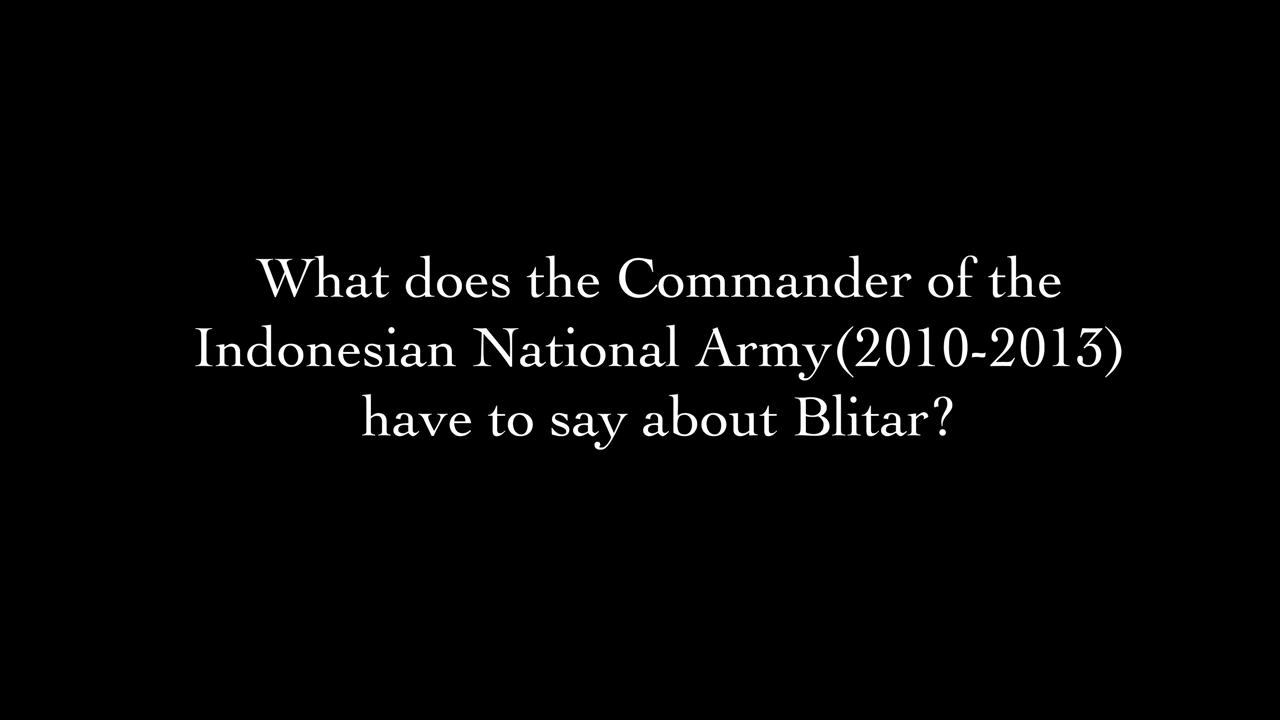 What does the Commander of the
Indonesian National Army(2010-2013)
have to say about Blitar?